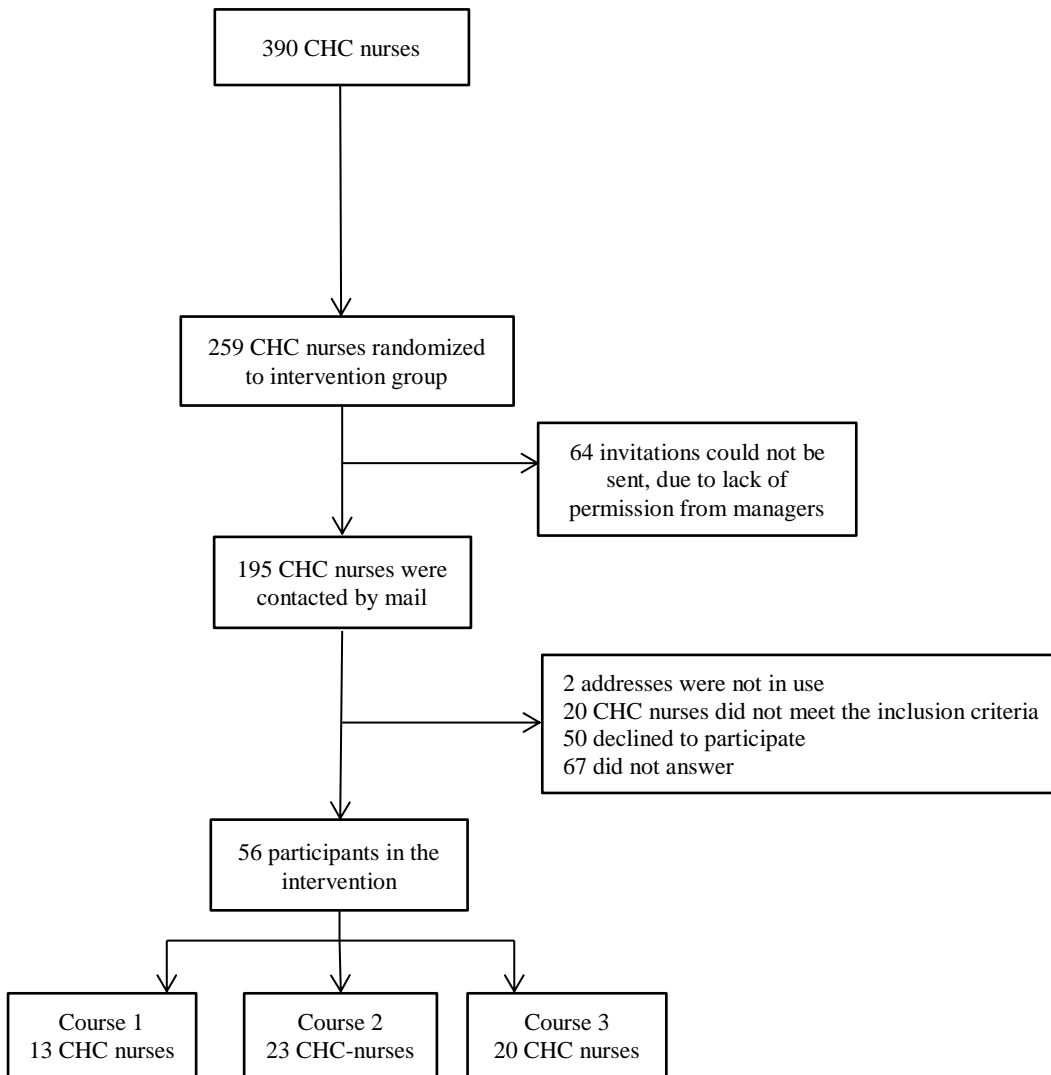 390 CHC nurses
259 CHC nurses randomized
to intervention group
64 invitations could not be
sent, due to lack of
permission from managers
195 CHC nurses were
contacted by mail
2 addresses were not in use
20 CHC nurses did not meet the inclusion criteria
50 declined to participate
67 did not answer
56 participants in the
intervention
Course 1
13 CHC nurses
Course 2
23 CHC-nurses
Course 3
20 CHC nurses